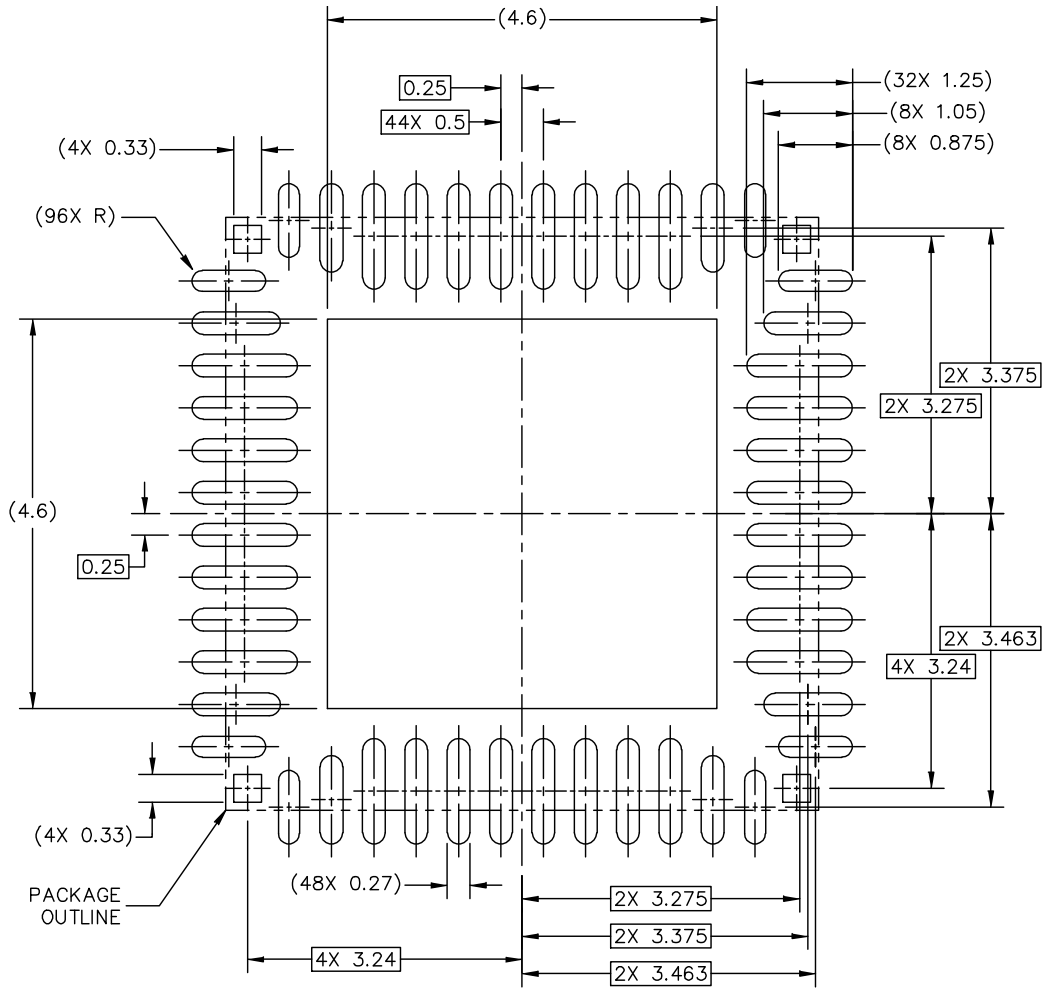 (4.6)
0.25
(32X 1.25)
44X 0.5
(8X 1.05)
(4X 0.33)
(8X 0.875)
(96X R)
2X 3.375
2X 3.275
(4.6)
0.25
2X 3.463
4X 3.24
(4X 0.33)
(48X 0.27)
PACKAGE
OUTLINE
2X 3.275
2X 3.375
4X 3.24
2X 3.463